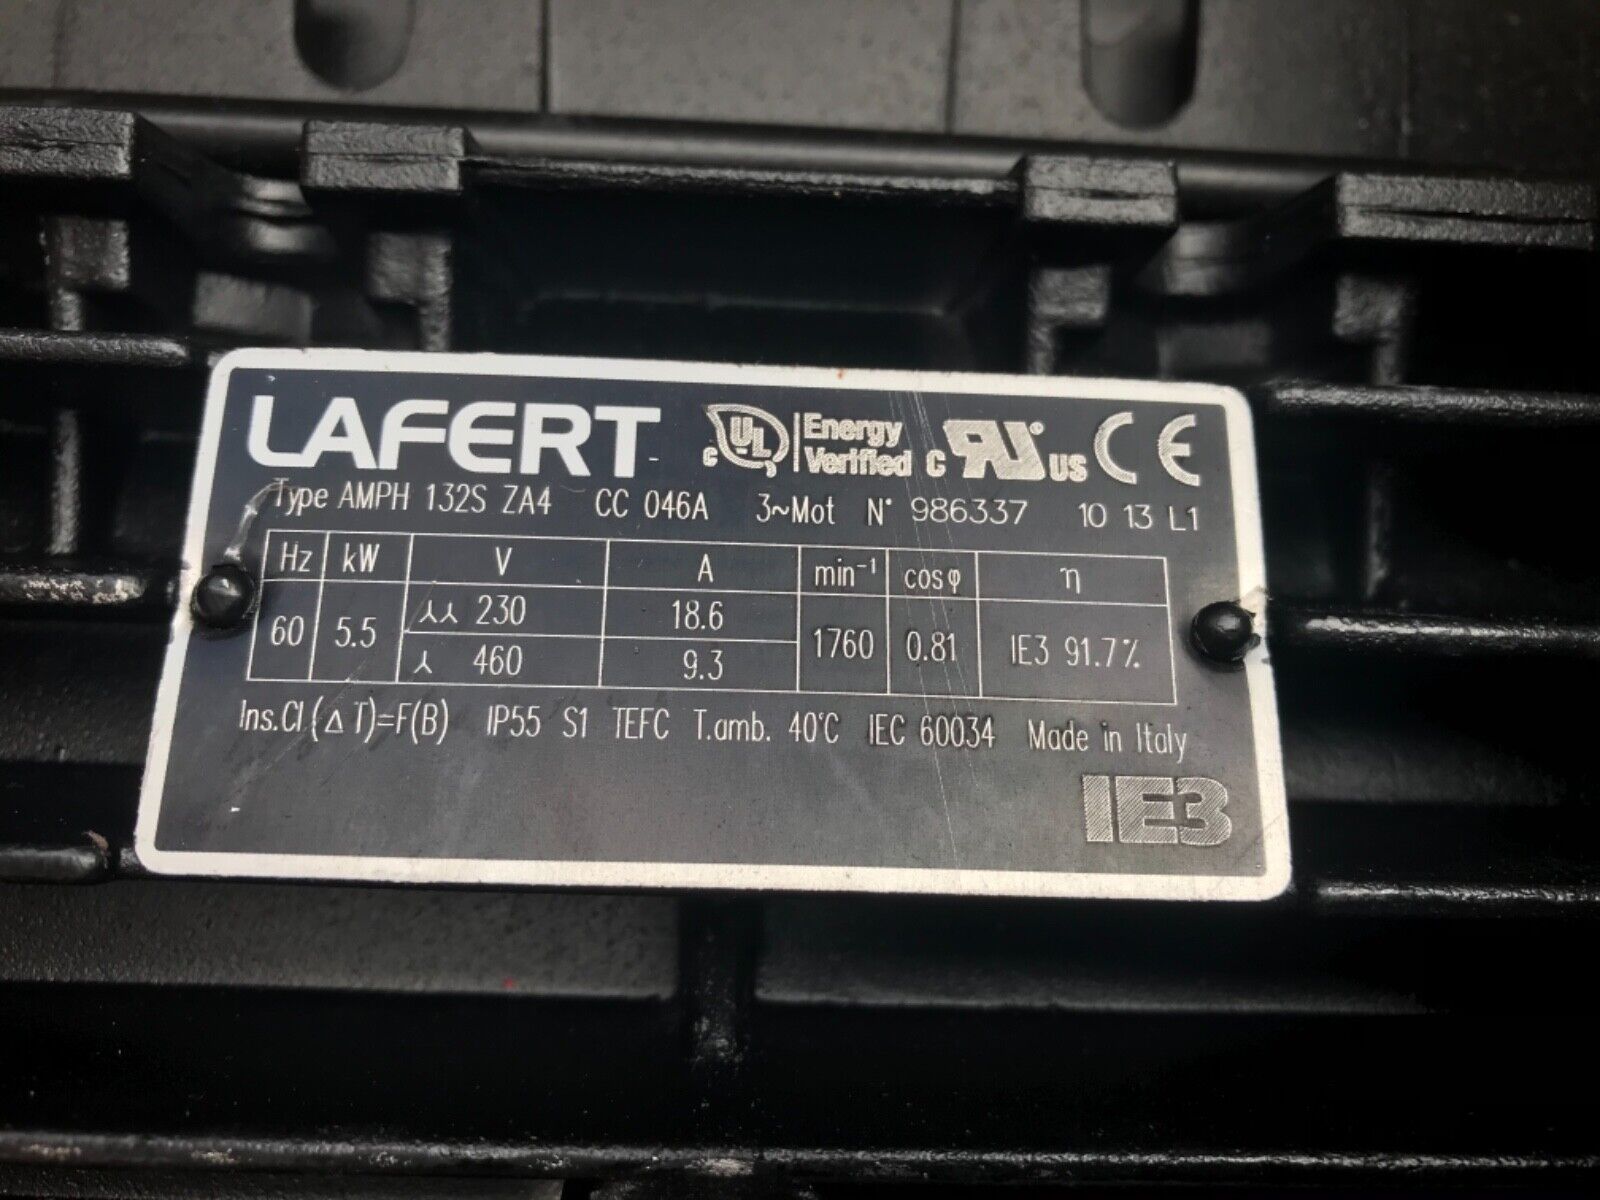 LAFERT c UL Energy Verified c RU us CE
Type AMPH 132S ZA4 CC 046A 3~Mot N° 986337 10 13 L1
Hz kW V A min⁻¹ cosφ η
60 5.5 ⅄⅄ 230 18.6 1760 0.81 IE3 91.7%
⅄ 460 9.3
Ins.Cl (Δ T)=F(B) IP55 S1 TEFC T.amb. 40°C IEC 60034 Made in Italy
IE3